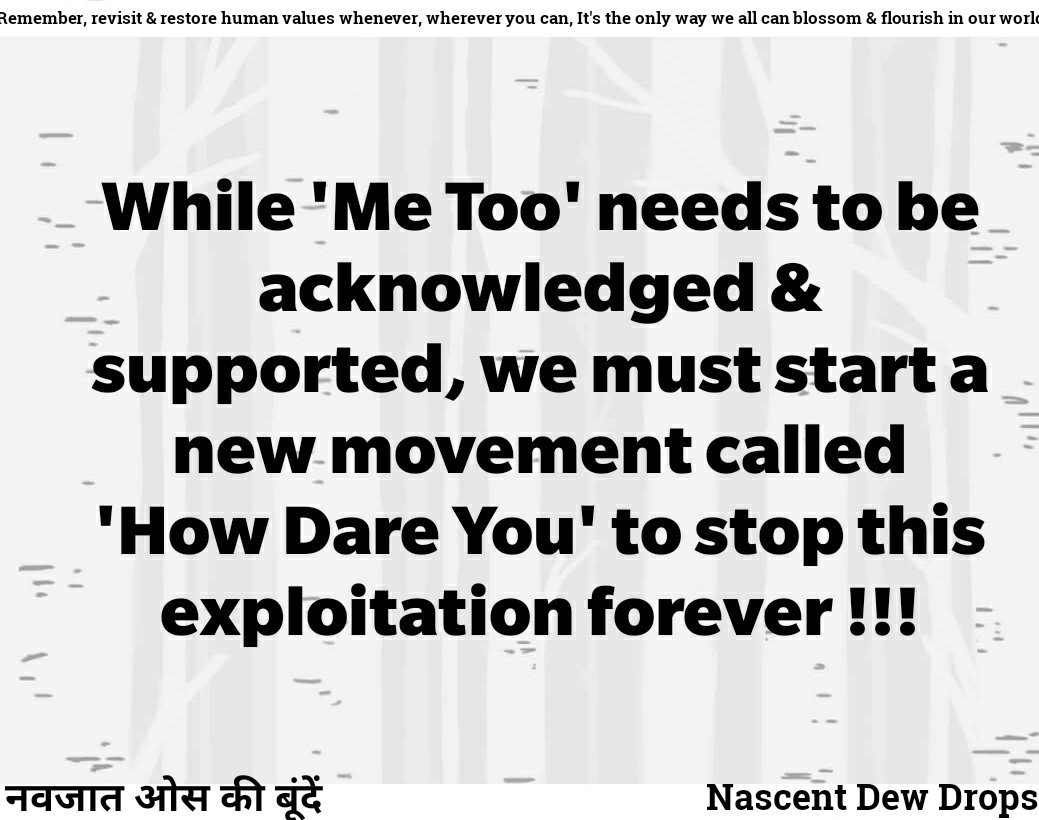 Remember, revisit & restore human values whenever, wherever you can, It's the only way we all can blossom & flourish in our world
While 'Me Too' needs to be
acknowledged &
supported, we must start a
new movement called
'How Dare You' to stop this
exploitation forever !!!
नवजात ओस की बूंदें
Nascent Dew Drops